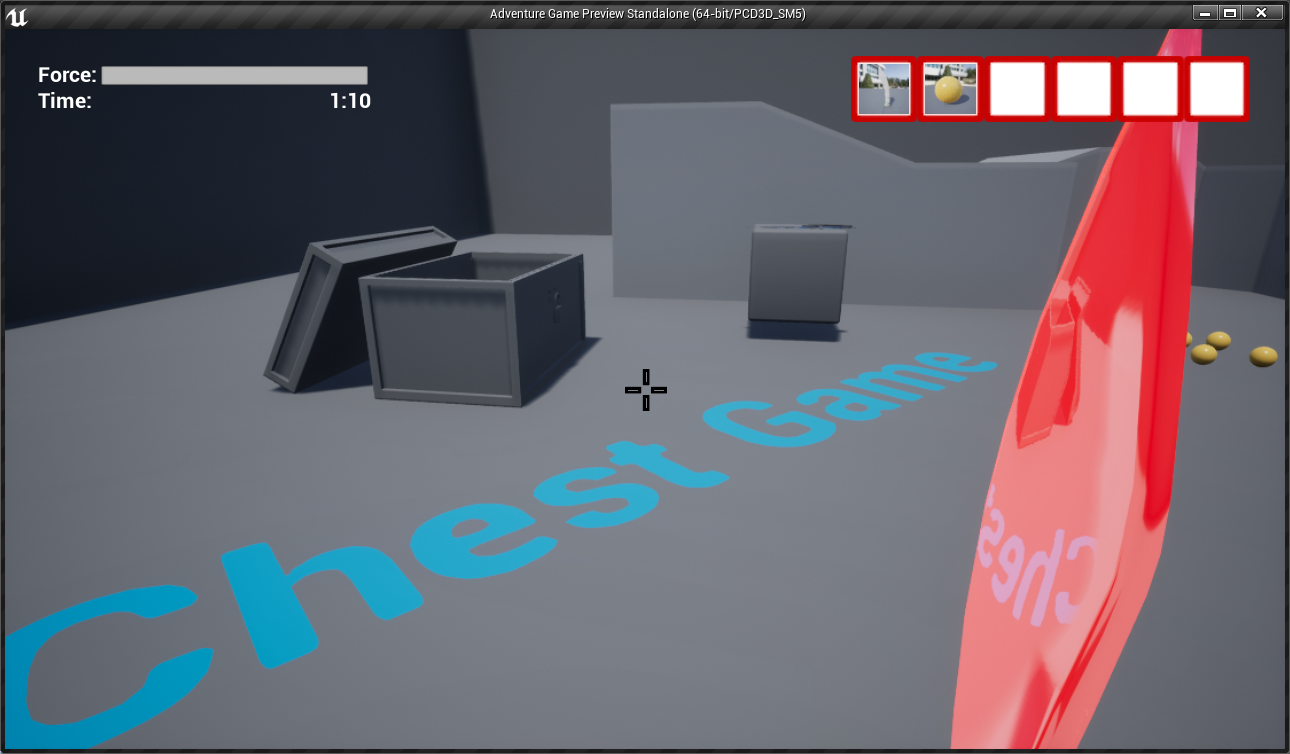 Adventure Game Preview Standalone (64-bit/PCD3D_SM5)
Force:
Time: 1:10
Chest Game
Ches